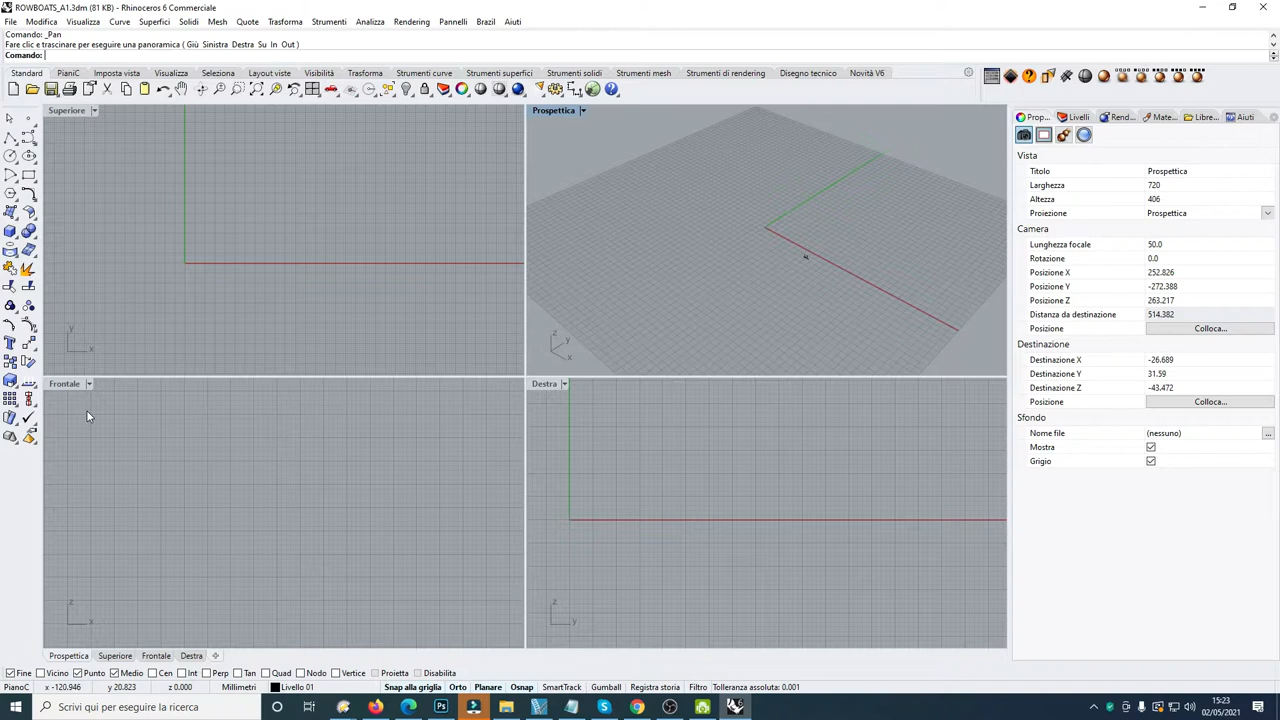 ROWBOATS_A1.3dm (81 KB) - Rhinoceros 6 Commerciale
File Modifica Visualizza Curve Superfici Solidi Mesh Quote Trasforma Strumenti Analizza Rendering Pannelli Brazil Aiuti
Comando: _Pan
Fare clic e trascinare per eseguire una panoramica ( Giù Sinistra Destra Su In Out )
Comando:
Standard PianiC Imposta vista Visualizza Selezione Layout viste Visibilità Trasforma Strumenti curve Strumenti superfici Strumenti solidi Strumenti mesh Strumenti di rendering Disegno tecnico Novità V6
Superiore
Prospettica
Prop... Livelli Rend... Mate... Libre... Aiuti
Vista
Titolo Prospettica
Larghezza 720
Altezza 406
Proiezione Prospettica
Camera
Lunghezza focale 50.0
Rotazione 0.0
Posizione X 252.826
Posizione Y -272.388
Posizione Z 263.217
Distanza da destinazione 514.382
Posizione Colloca...
Destinazione
Destinazione X -26.689
Destinazione Y 31.59
Destinazione Z -43.472
Posizione Colloca...
Sfondo
Nome file (nessuno) ...
Mostra
Grigio
y
x
z
y
x
Frontale
Destra
z
x
z
y
Prospettica Superiore Frontale Destra
Fine Vicino Punto Medio Cen Int Perp Tan Quad Nodo Vertice Proietta Disabilita
PianoC x -120.946 y 20.823 z 0.000 Millimetri Livello 01 Snap alla griglia Orto Planare Osnap SmartTrack Gumball Registra storia Filtro Tolleranza assoluta: 0.001
Scrivi qui per eseguire la ricerca
Ps
15:23
02/05/2021